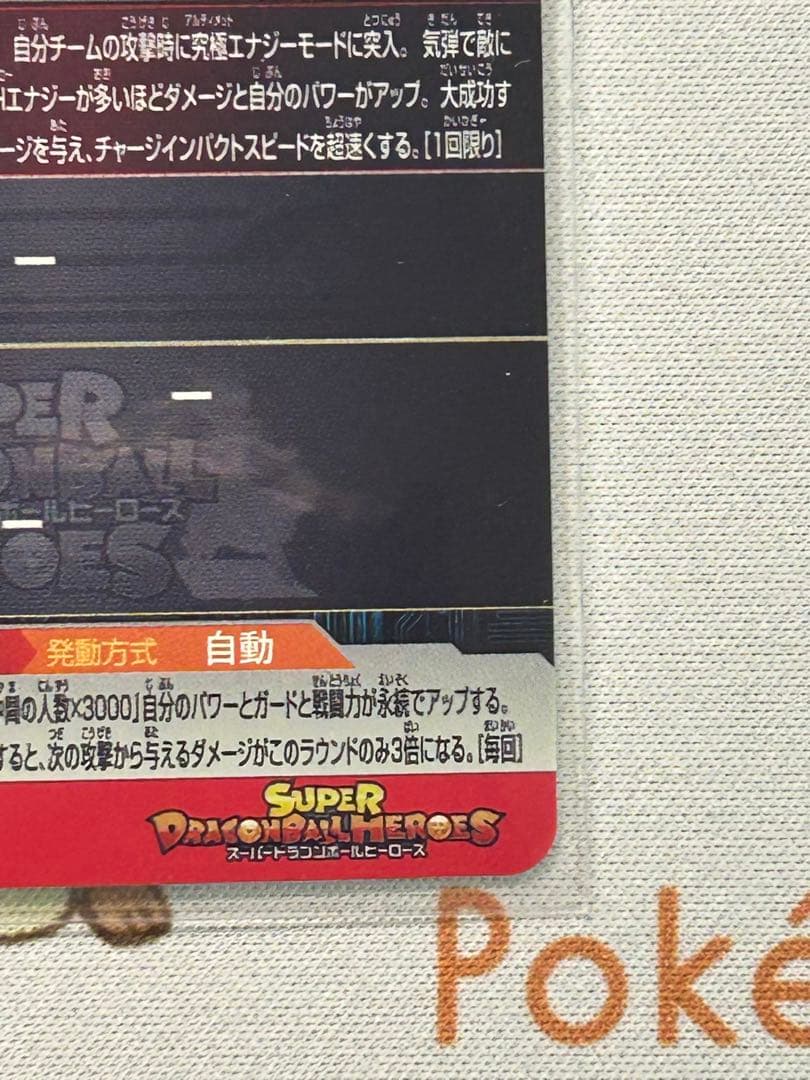 自分チームの攻撃時に究極エナジーモードに突入。気弾で敵に
エナジーが多いほどダメージと自分のパワーがアップ。大成功す
ージを与え、チャージインパクトスピードを超速くする。[1回限り]
PER
ONBALL
ボールヒーローズ
OES
発動方式 自動
間の人数×3000」自分のパワーとガードと戦闘力が永続でアップする。
すると、次の攻撃から与えるダメージがこのラウンドのみ3倍になる。[毎回]
SUPER
DRAGONBALL HEROES
スーパードラゴンボールヒーローズ
Poké